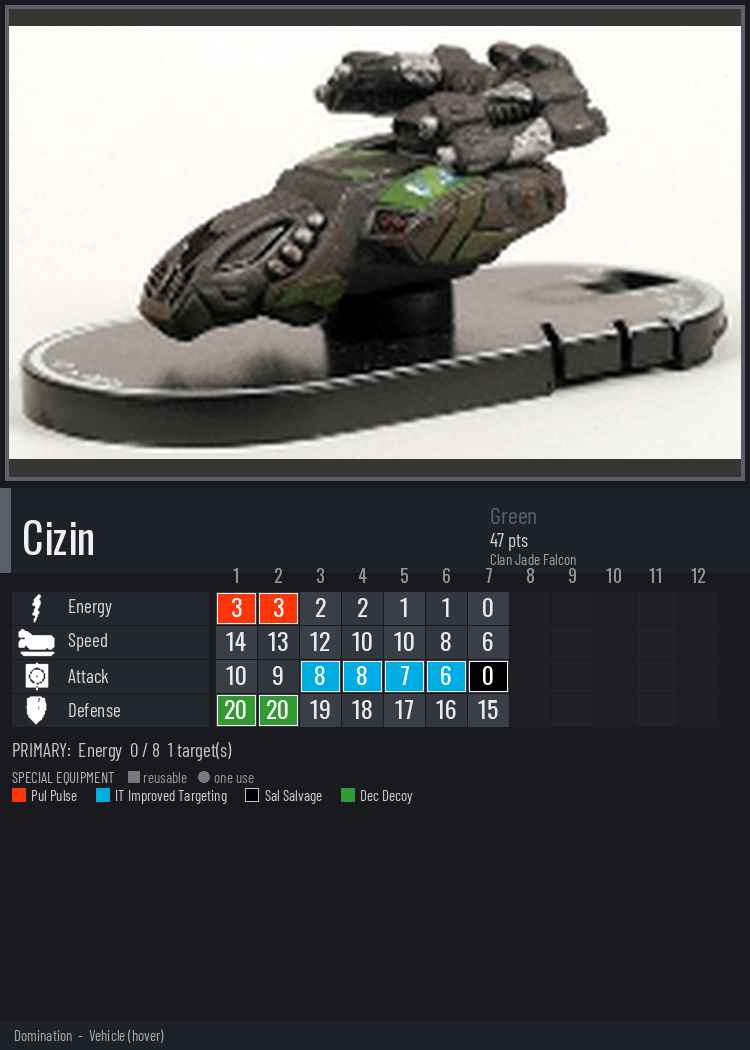 Cizin
Green
47 pts
Clan Jade Falcon
1 2 3 4 5 6 7 8 9 10 11 12
Energy 3 3 2 2 1 1 0
Speed 14 13 12 10 10 8 6
Attack 10 9 8 8 7 6 0
Defense 20 20 19 18 17 16 15
PRIMARY: Energy 0 / 8 1 target(s)
SPECIAL EQUIPMENT reusable one use
Pul Pulse IT Improved Targeting Sal Salvage Dec Decoy
Domination - Vehicle (hover)